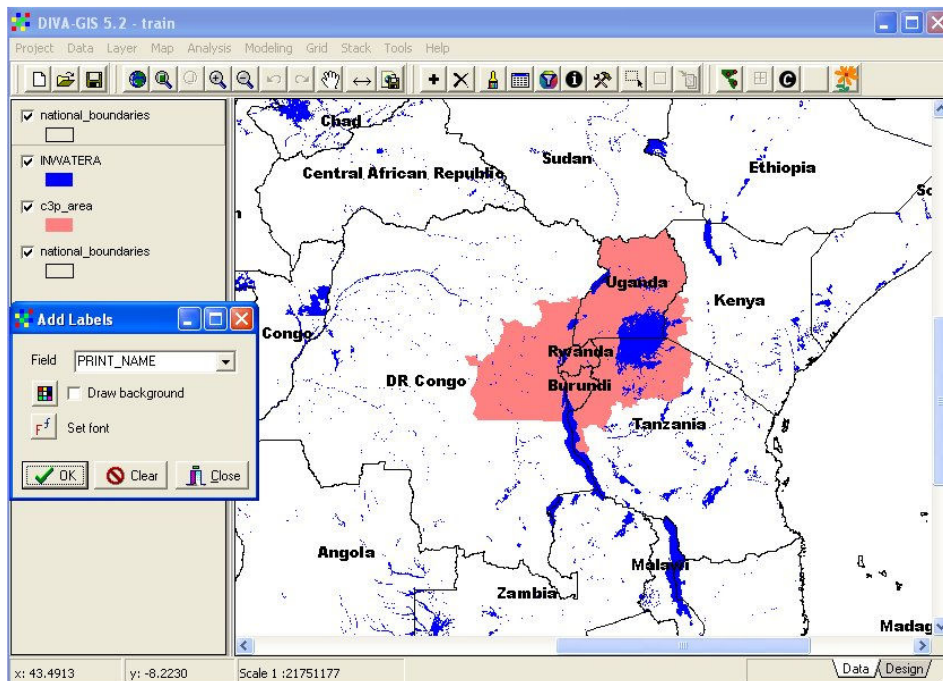 DIVA-GIS 5.2 - train
Project Data Layer Map Analysis Modeling Grid Stack Tools Help
national_boundaries
INWATERA
c3p_area
national_boundaries
Add Labels
Field PRINT_NAME
Draw background
Set font
OK Clear Close
Chad
Sudan
Central African Republic
Ethiopia
Uganda
Kenya
Congo
Rwanda
DR Congo
Burundi
Tanzania
Angola
Malawi
Zambia
Madag
x: 43.4913 y: -8.2230 Scale 1 :21751177 Data Design